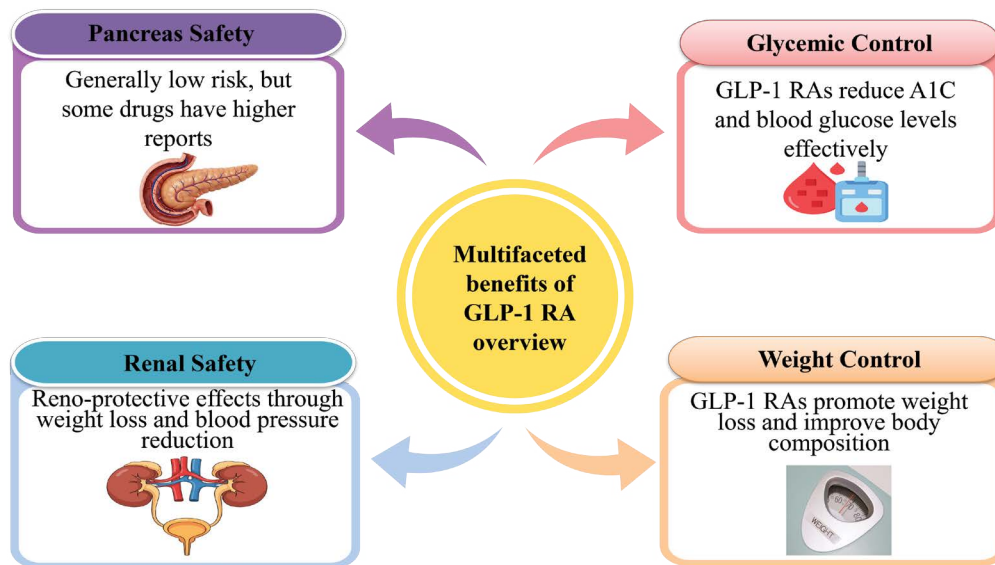 Pancreas Safety
Generally low risk, but
some drugs have higher
reports
Glycemic Control
GLP-1 RAs reduce A1C
and blood glucose levels
effectively
Multifaceted
benefits of
GLP-1 RA
overview
Renal Safety
Reno-protective effects through
weight loss and blood pressure
reduction
Weight Control
GLP-1 RAs promote weight
loss and improve body
composition
WEIGHT